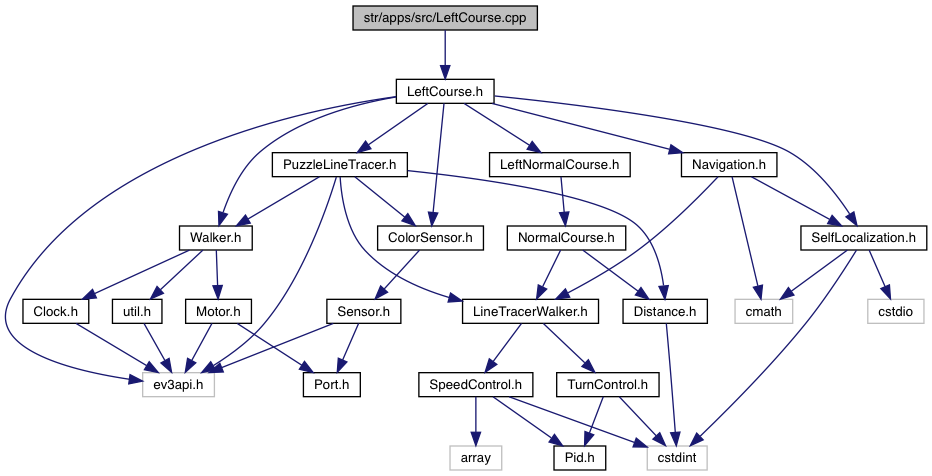 str/apps/src/LeftCourse.cpp
LeftCourse.h
PuzzleLineTracer.h
LeftNormalCourse.h
Navigation.h
Walker.h
ColorSensor.h
NormalCourse.h
SelfLocalization.h
Clock.h
util.h
Motor.h
Sensor.h
LineTracerWalker.h
Distance.h
cmath
cstdio
ev3api.h
Port.h
SpeedControl.h
TurnControl.h
array
Pid.h
cstdint